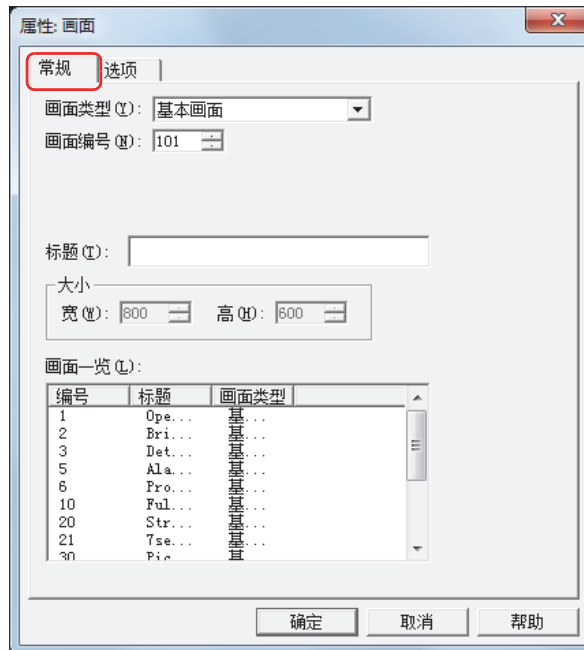 属性: 画面
常规 选项
画面类型(Y): 基本画面
画面编号(N): 101
标题(T):
大小
宽(W): 800 高(H): 600
画面一览(L):
编号 标题 画面类型
1 Ope... 基...
2 Bri... 基...
3 Det... 基...
5 Ala... 基...
6 Pro... 基...
10 Ful... 基...
20 Str... 基...
21 7se... 基...
30 Pic 基
确定 取消 帮助